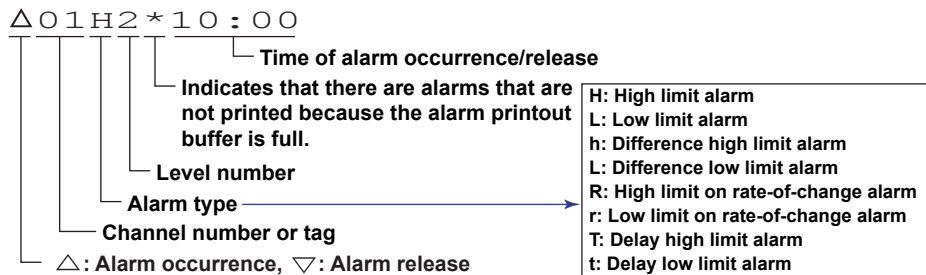 △01H2*10:00
Time of alarm occurrence/release
Indicates that there are alarms that are
not printed because the alarm printout
buffer is full.
Level number
Alarm type
Channel number or tag
△: Alarm occurrence, ▽: Alarm release
H: High limit alarm
L: Low limit alarm
h: Difference high limit alarm
L: Difference low limit alarm
R: High limit on rate-of-change alarm
r: Low limit on rate-of-change alarm
T: Delay high limit alarm
t: Delay low limit alarm